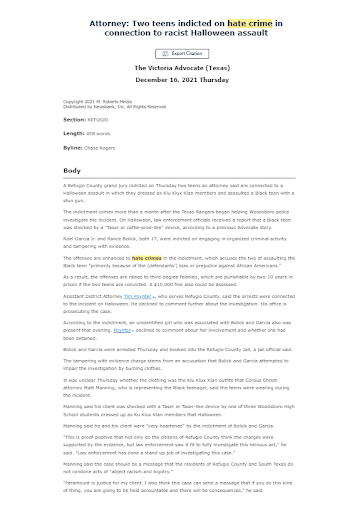 Attorney: Two teens indicted on hate crime in
connection to racist Halloween assault
Export Citation
The Victoria Advocate (Texas)
December 16, 2021 Thursday
Copyright 2021 M. Roberts Media
Distributed by Newsbank, Inc. All Rights Reserved
Section: REFUGIO
Length: 458 words
Byline: Chase Rogers
Body
A Refugio County grand jury indicted on Thursday two teens an attorney said are connected to a
Halloween assault in which they dressed as Klu Klux Klan members and assaulted a Black teen with a
stun gun.
The indictment comes more than a month after the Texas Rangers began helping Woodsboro police
investigate the incident. On Halloween, law enforcement officials received a report that a Black teen
was shocked by a "Taser or cattle-prod-like" device, according to a previous Advocate story.
Noel Garcia Jr. and Rance Bolick, both 17, were indicted on engaging in organized criminal activity
and tampering with evidence.
The offenses are enhanced to hate crimes in the indictment, which accuses the two of assaulting the
Black teen "primarily because of the (defendants') bias or prejudice against African Americans."
As a result, the offenses are raised to third-degree felonies, which are punishable by two-10 years in
prison if the two teens are convicted. A $10,000 fine also could be assessed.
Assistant District Attorney Tim Poynter, who serves Refugio County, said the arrests were connected
to the incident on Halloween. He declined to comment further about the investigation. His office is
prosecuting the case.
According to the indictment, an unidentified girl who was associated with Bolick and Garcia also was
present that evening. Poynter declined to comment about her involvement and whether she had
been detained.
Bolick and Garcia were arrested Thursday and booked into the Refugio County Jail, a jail official said.
The tampering with evidence charge stems from an accusation that Bolick and Garcia attempted to
impair the investigation by burning clothes.
It was unclear Thursday whether the clothing was the Klu Klux Klan outfits that Corpus Christi
attorney Matt Manning, who is representing the Black teenager, said the teens were wearing during
the incident.
Manning said his client was shocked with a Taser or Taser-like device by one of three Woodsboro High
School students dressed up as Ku Klux Klan members that Halloween.
Manning said he and his client were "very heartened" by the indictment of Bolick and Garcia.
"This is proof positive that not only do the citizens of Refugio County think the charges were
supported by the evidence, but law enforcement saw it fit to fully investigate this heinous act," he
said. "Law enforcement has done a stand-up job of investigating this case."
Manning said the case should be a message that the residents of Refugio County and South Texas do
not condone acts of "abject racism and bigotry."
"Paramount is justice for my client. I also think this case can send a message that if you do this kind
of thing, you are going to be held accountable and there will be consequences," he said.